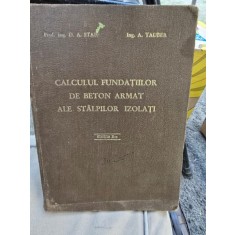 Prof. Ing. D. A. STAN Ing. A. TAUBER
CALCULUL FUNDAȚIILOR
DE BETON ARMAT
ALE STÂLPILOR IZOLAȚI